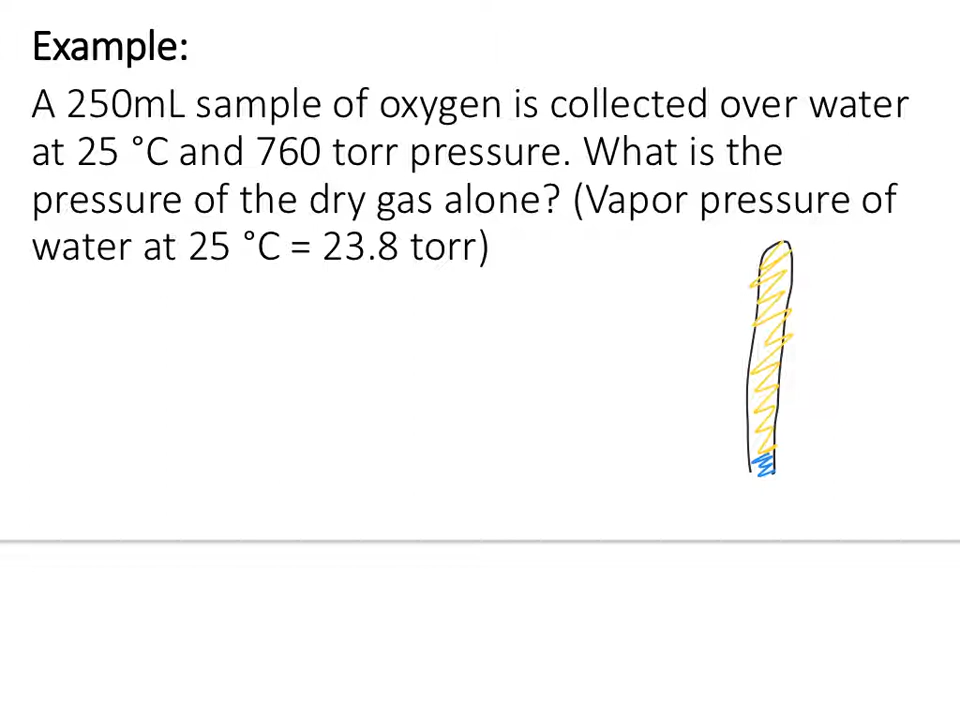 Example:
A 250mL sample of oxygen is collected over water
at 25 °C and 760 torr pressure. What is the
pressure of the dry gas alone? (Vapor pressure of
water at 25 °C = 23.8 torr)